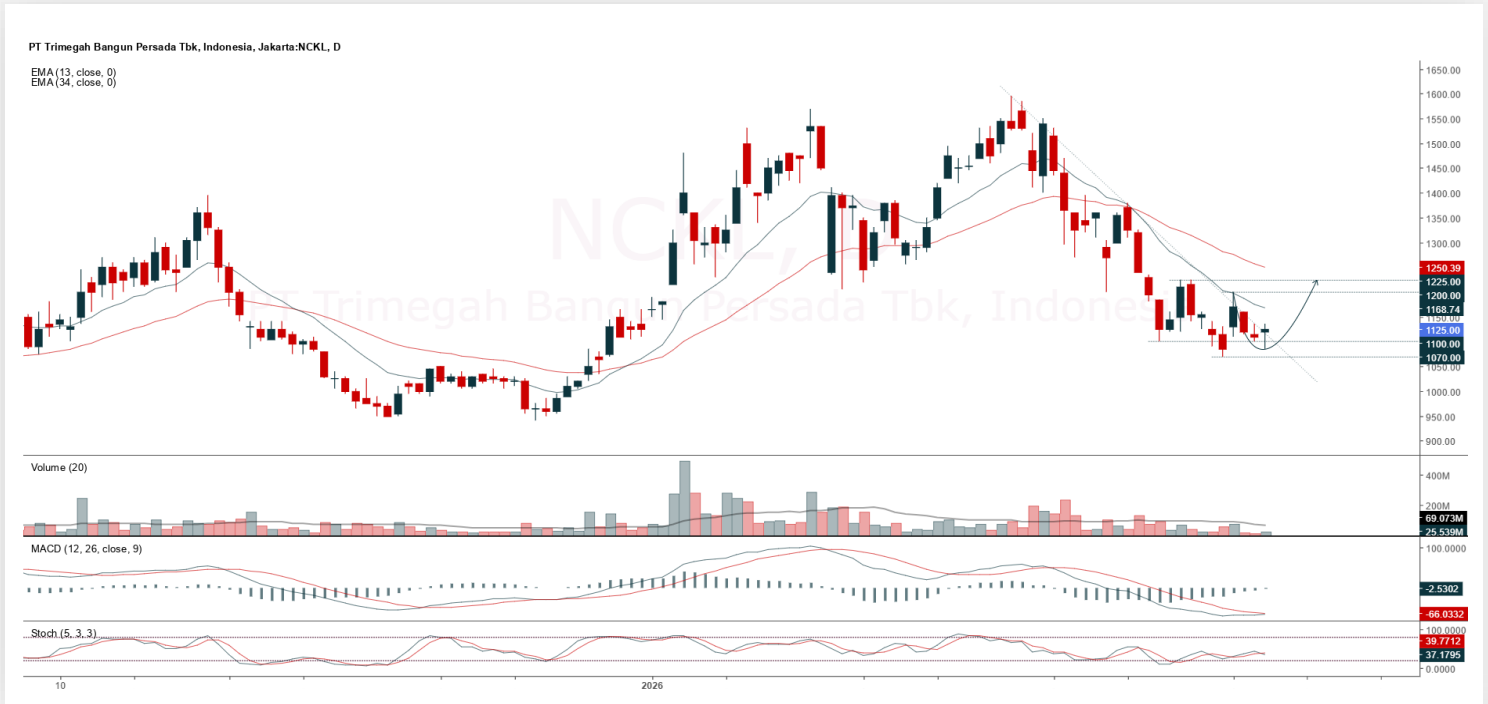 PT Trimegah Bangun Persada Tbk, Indonesia, Jakarta:NCKL, D
EMA (13, close, 0)
EMA (34, close, 0)
NCKL, D
PT Trimegah Bangun Persada Tbk, Indones
1650.00
1600.00
1550.00
1500.00
1450.00
1400.00
1350.00
1300.00
1250.39
1225.00
1200.00
1168.74
1150.00
1125.00
1100.00
1070.00
1050.00
1000.00
950.00
900.00
Volume (20)
400M
200M
69.073M
25.539M
MACD (12, 26, close, 9)
100.0000
-2.5302
-66.0332
Stoch (5, 3, 3)
100.0000
39.7712
37.1795
0.0000
10
2026